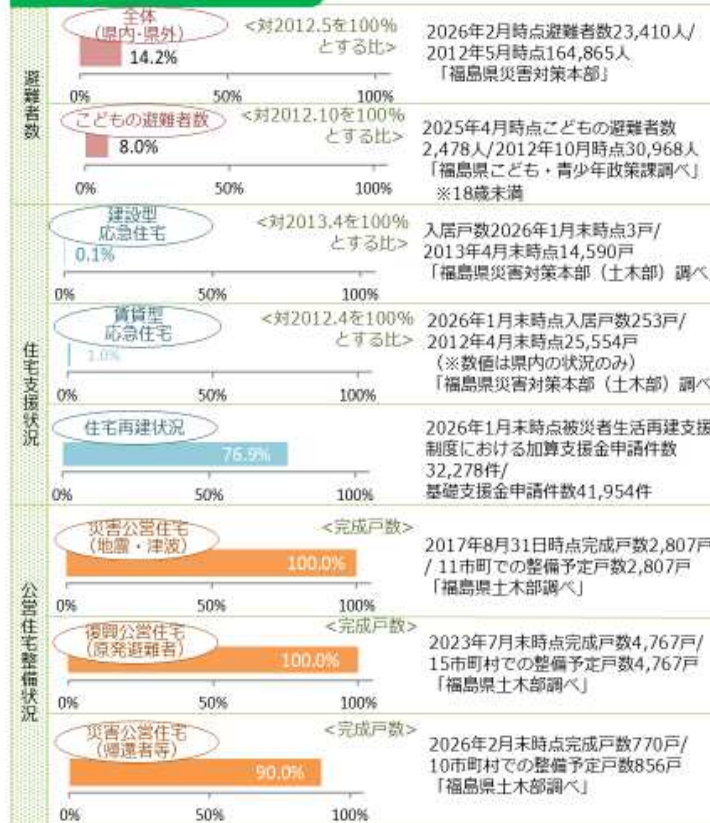 避難者数
全体
(県内・県外)
<対2012.5を100%
とする比>
14.2%
0%
50%
100%
2026年2月時点避難者数23,410人/
2012年5月時点164,865人
「福島県災害対策本部」
こどもの避難者数
<対2012.10を100%
とする比>
8.0%
0%
50%
100%
2025年4月時点こどもの避難者数
2,478人/2012年10月時点30,968人
「福島県こども・青少年政策課調べ」
※18歳未満
住宅支援状況
建設型
応急住宅
<対2013.4を100%
とする比>
0.1%
0%
50%
100%
入居戸数2026年1月末時点3戸/
2013年4月末時点14,590戸
「福島県災害対策本部(土木部)調べ
賃貸型
応急住宅
<対2012.4を100%
とする比>
1.0%
0%
50%
100%
2026年1月末時点入居戸数253戸/
2012年4月末時点25,554戸
(※数値は県内の状況のみ)
「福島県災害対策本部(土木部)調べ
住宅再建状況
76.9%
0%
50%
100%
2026年1月末時点被災者生活再建支援
制度における加算支援金申請件数
32,278件/
基礎支援金申請件数41,954件
公営住宅整備状況
災害公営住宅
(地震・津波)
<完成戸数>
100.0%
0%
50%
100%
2017年8月31日時点完成戸数2,807戸
/ 11市町での整備予定戸数2,807戸
「福島県土木部調べ」
復興公営住宅
(原発避難者)
<完成戸数>
100.0%
0%
50%
100%
2023年7月末時点完成戸数4,767戸/
15市町村での整備予定戸数4,767戸
「福島県土木部調べ」
災害公営住宅
(帰還者等)
<完成戸数>
90.0%
0%
50%
100%
2026年2月末時点完成戸数770戸/
10市町村での整備予定戸数856戸
「福島県土木部調べ」